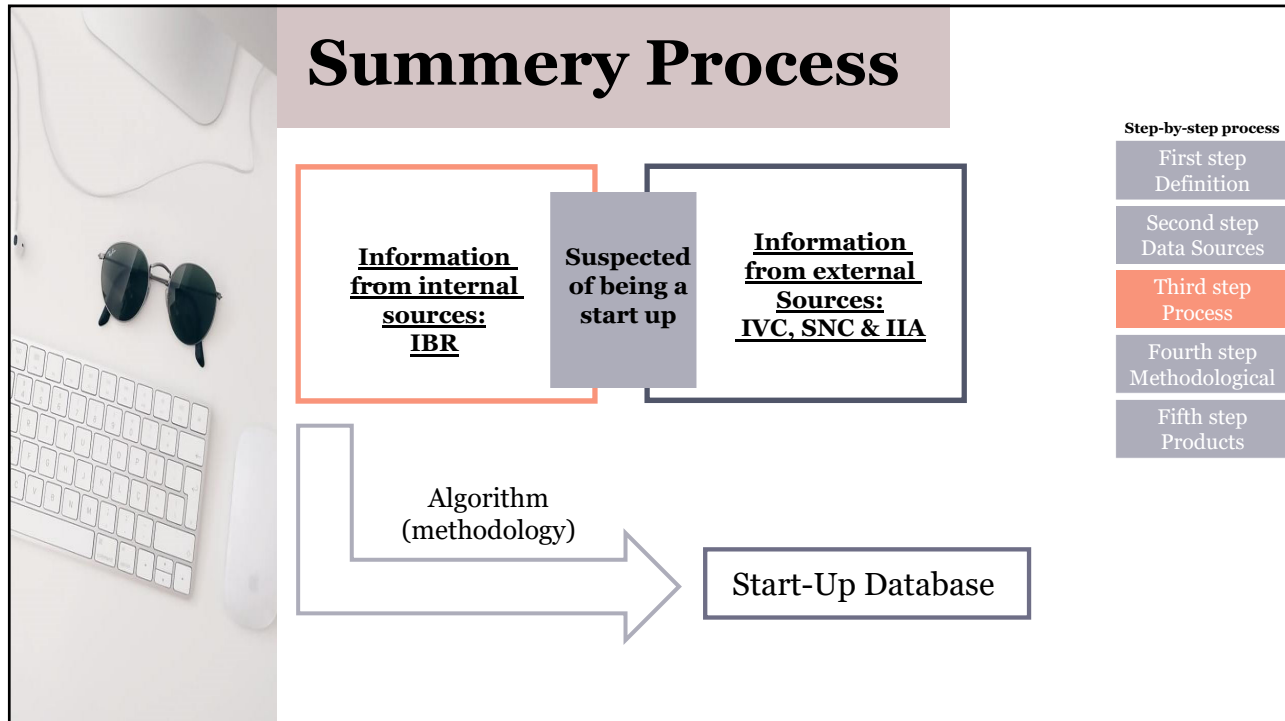 Summery Process
Step-by-step process
First step
Definition
Second step
Data Sources
Third step
Process
Fourth step
Methodological
Fifth step
Products
Information
from internal
sources:
IBR
Suspected
of being a
start up
Information
from external
Sources:
IVC, SNC & IIA
Algorithm
(methodology)
Start-Up Database